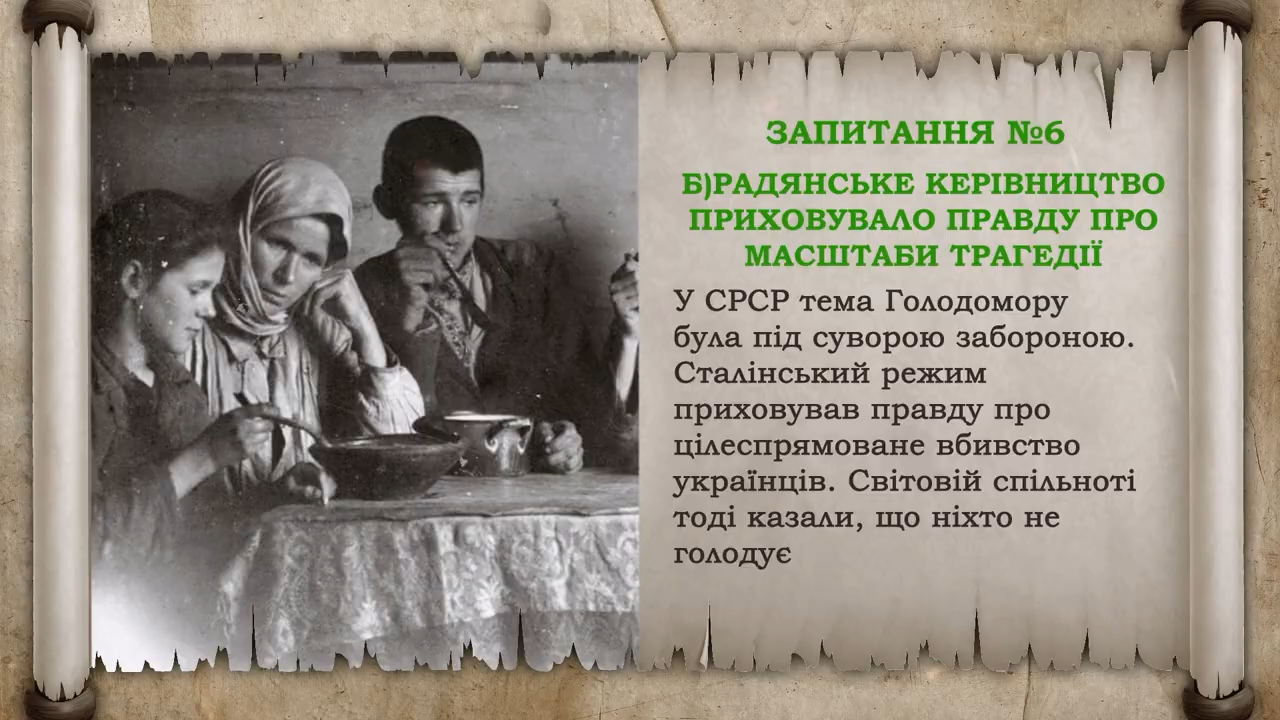 ЗАПИТАННЯ №6
Б)РАДЯНСЬКЕ КЕРІВНИЦТВО
ПРИХОВУВАЛО ПРАВДУ ПРО
МАСШТАБИ ТРАГЕДІЇ
У СРСР тема Голодомору
була під суворою забороною.
Сталінський режим
приховував правду про
цілеспрямоване вбивство
українців. Світовій спільноті
тоді казали, що ніхто не
голодує